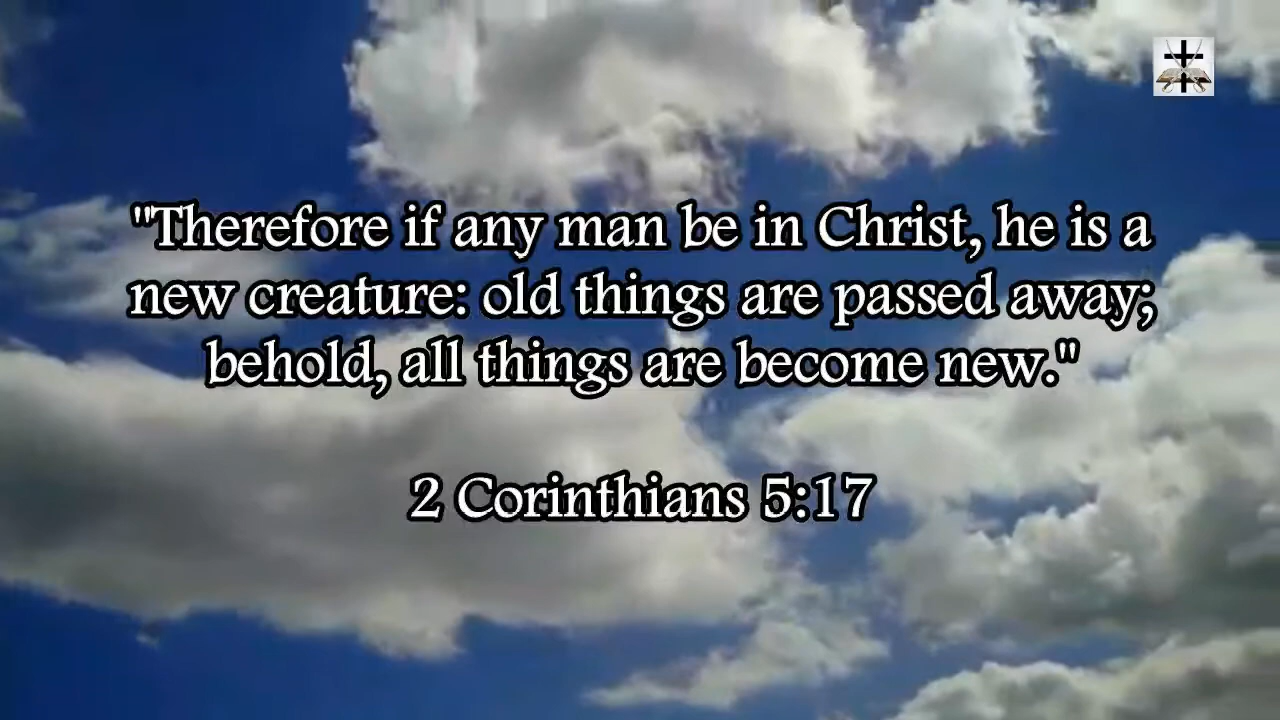 "Therefore if any man be in Christ, he is a
new creature: old things are passed away;
behold, all things are become new."
2 Corinthians 5:17